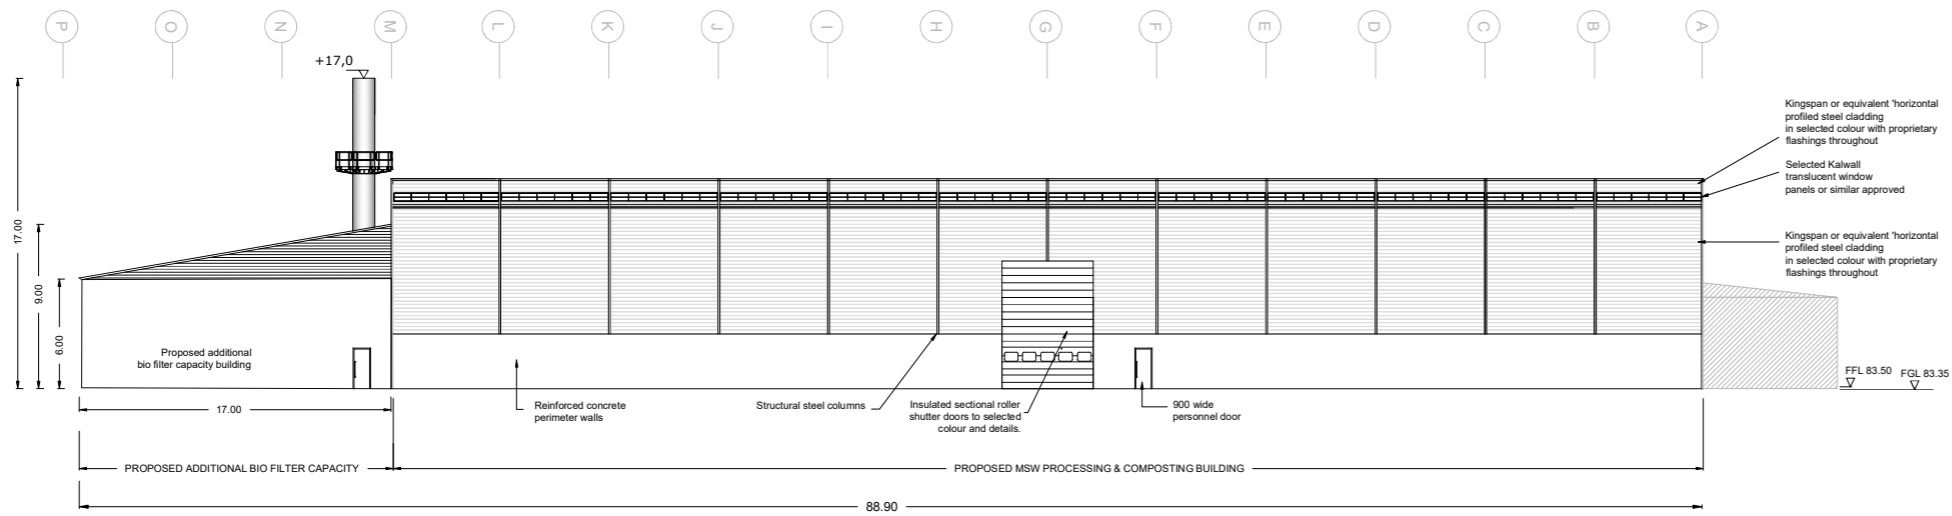 P O N M L K J I H G F E D C B A
+17,0
Kingspan or equivalent 'horizontal
profiled steel cladding
in selected colour with proprietary
flashings throughout
Selected Kalwall
translucent window
panels or similar approved
Kingspan or equivalent 'horizontal
profiled steel cladding
in selected colour with proprietary
flashings throughout
17.00
9.00
6.00
Proposed additional
bio filter capacity building
FFL 83.50 FGL 83.35
17.00
Reinforced concrete
perimeter walls
Structural steel columns
Insulated sectional roller
shutter doors to selected
colour and details.
900 wide
personnel door
PROPOSED ADDITIONAL BIO FILTER CAPACITY
PROPOSED MSW PROCESSING & COMPOSTING BUILDING
88.90